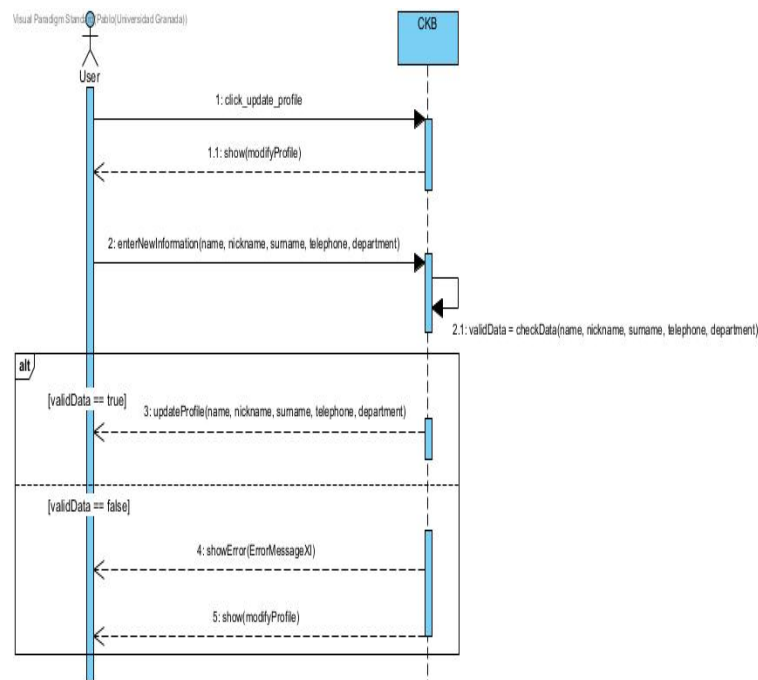 Visual Paradigm Standard(Pablo(Universidad Granada))
CKB
User
1: click_update_profile
1.1: show(modifyProfile)
2: enterNewInformation(name, nickname, surname, telephone, department)
2.1: validData = checkData(name, nickname, surname, telephone, department)
alt
[validData == true]
3: updateProfile(name, nickname, surname, telephone, department)
[validData == false]
4: showError(ErrorMessageXI)
5: show(modifyProfile)